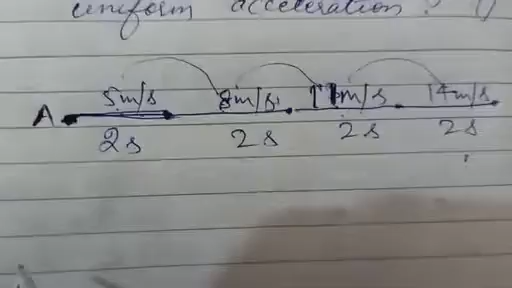 uniform acceleration.
5m/s 8m/s 11m/s 14m/s
A
2s 2s 2s 2s